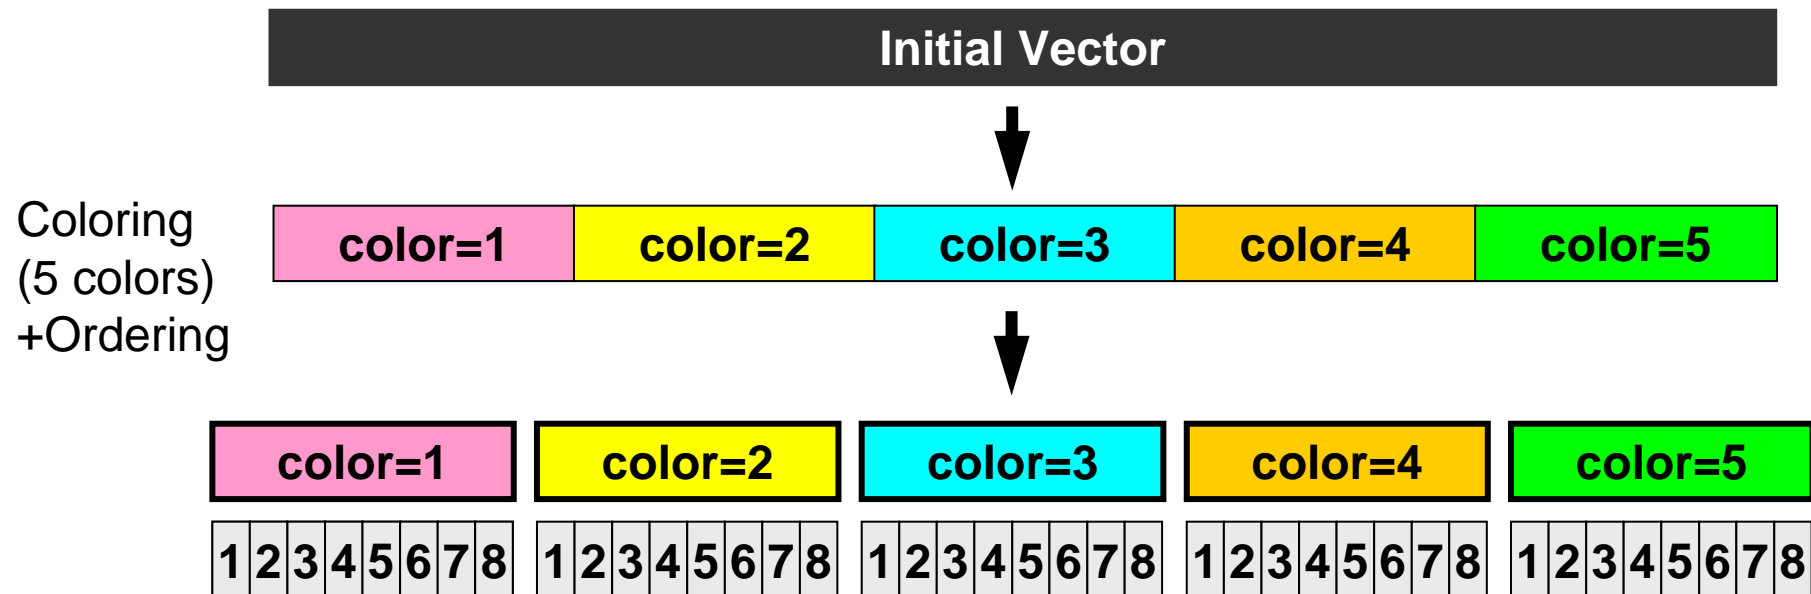 Initial Vector
Coloring
(5 colors)
+Ordering
color=1 color=2 color=3 color=4 color=5
color=1 color=2 color=3 color=4 color=5
1 2 3 4 5 6 7 8 1 2 3 4 5 6 7 8 1 2 3 4 5 6 7 8 1 2 3 4 5 6 7 8 1 2 3 4 5 6 7 8